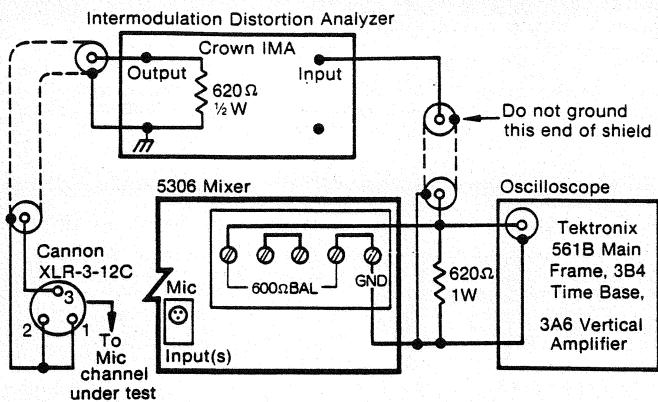 Intermodulation Distortion Analyzer
Crown IMA
Output
Input
620Ω
½ W
Do not ground
this end of shield
5306 Mixer
Oscilloscope
Cannon
XLR-3-12C
3
2
1
To
Mic
channel
under test
Mic
Input(s)
600ΩBAL
GND
620Ω
1W
Tektronix
561B Main
Frame, 3B4
Time Base,
3A6 Vertical
Amplifier